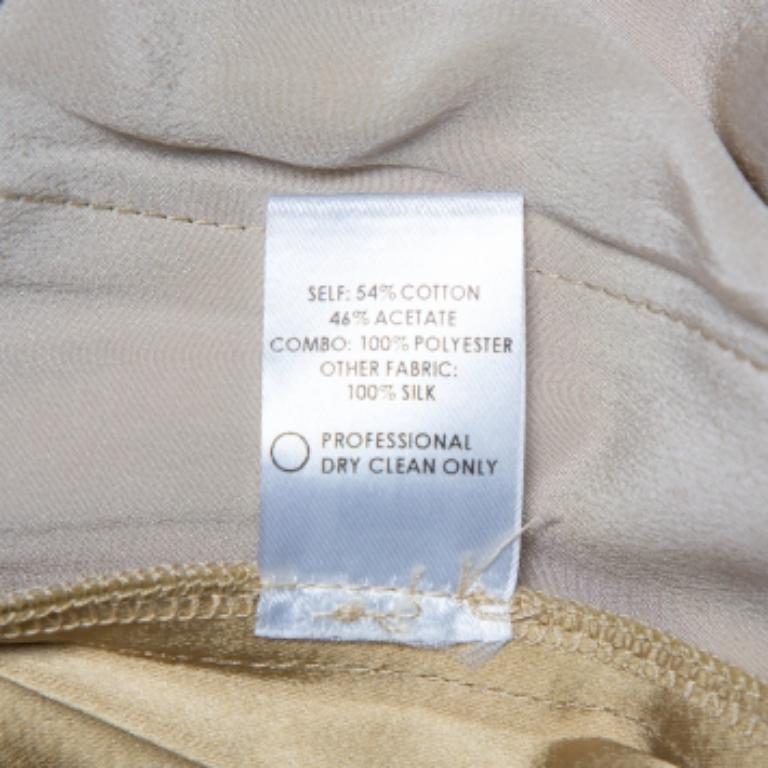 SELF: 54% COTTON
46% ACETATE
COMBO: 100% POLYESTER
OTHER FABRIC:
100% SILK
PROFESSIONAL
DRY CLEAN ONLY